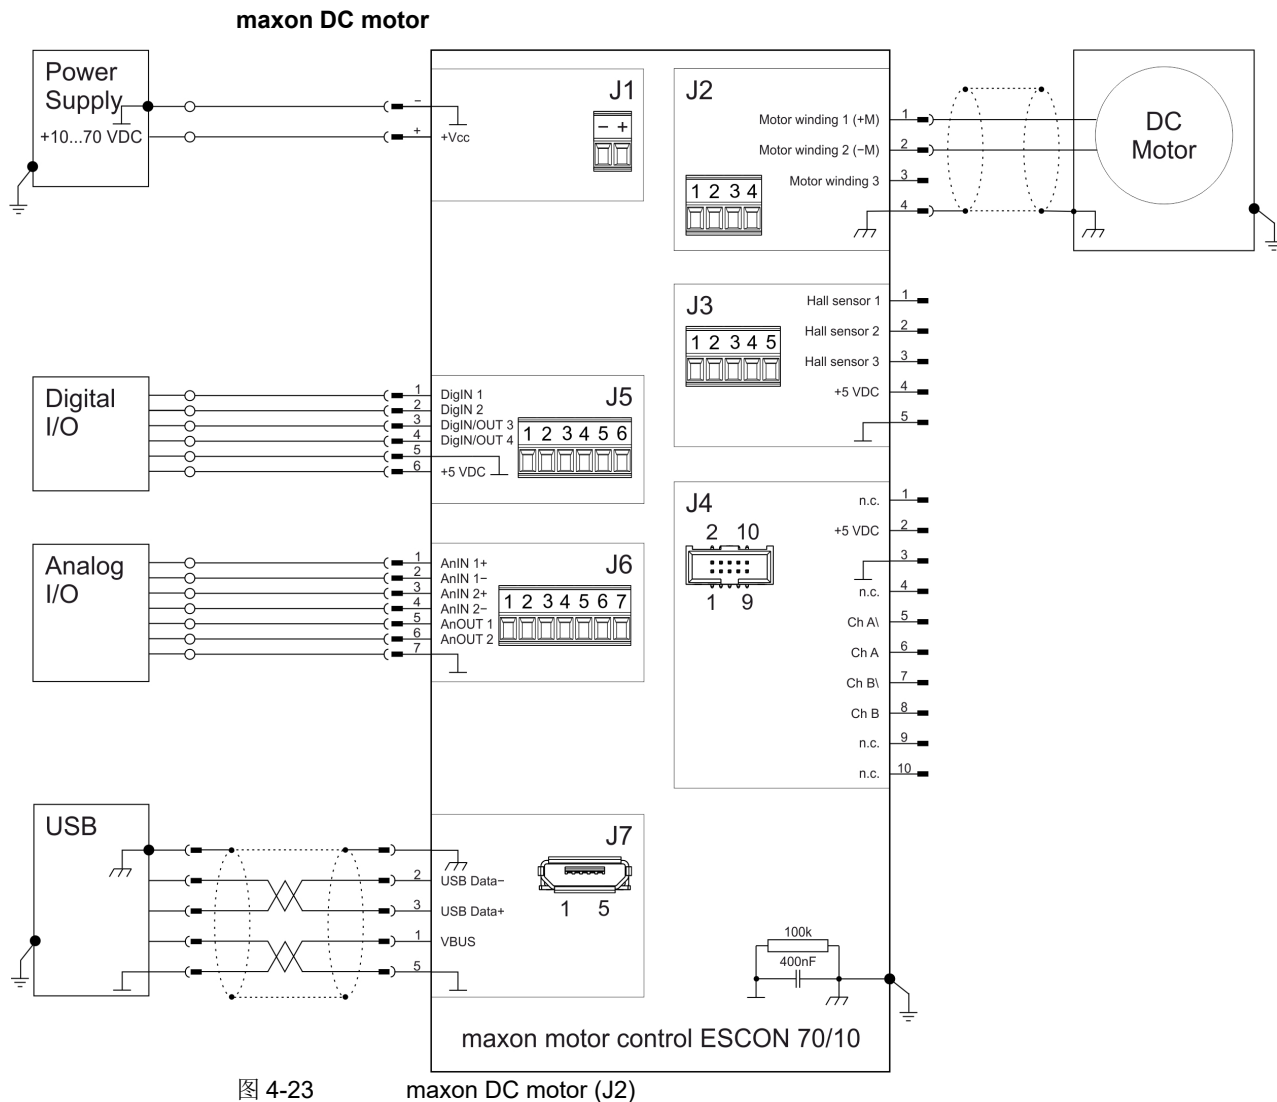 maxon DC motor
Power
Supply
+10...70 VDC
−
+
+Vcc
J1
− +
J2
1 2 3 4
Motor winding 1 (+M) 1
Motor winding 2 (−M) 2
Motor winding 3 3
4
DC
Motor
J3
1 2 3 4 5
Hall sensor 1 1
Hall sensor 2 2
Hall sensor 3 3
+5 VDC 4
5
Digital
I/O
1 DigIN 1
2 DigIN 2
3 DigIN/OUT 3
4 DigIN/OUT 4
5
6 +5 VDC
J5
1 2 3 4 5 6
J4
2 10
1 9
n.c. 1
+5 VDC 2
3
n.c. 4
Ch A\ 5
Ch A 6
Ch B\ 7
Ch B 8
n.c. 9
n.c. 10
Analog
I/O
1 AnIN 1+
2 AnIN 1−
3 AnIN 2+
4 AnIN 2−
5 AnOUT 1
6 AnOUT 2
7
J6
1 2 3 4 5 6 7
USB
2 USB Data−
3 USB Data+
1 VBUS
5
J7
1 5
100k
400nF
maxon motor control ESCON 70/10
图 4-23 maxon DC motor (J2)